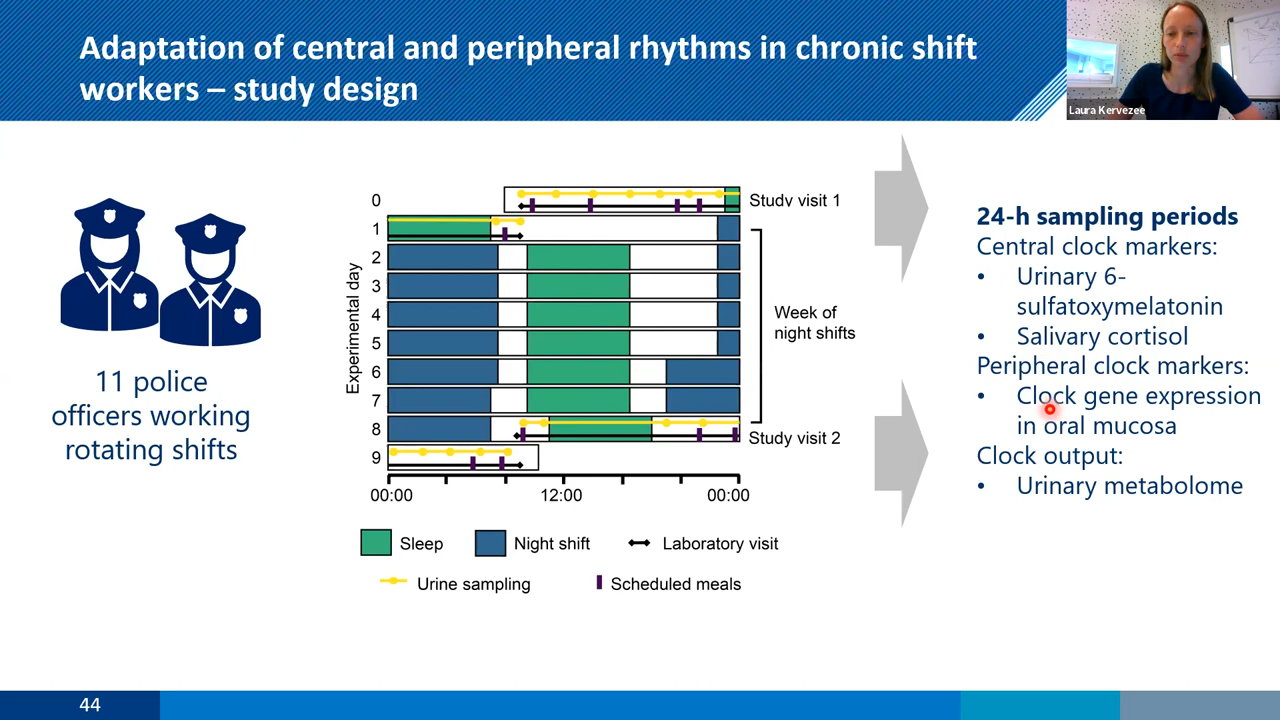 Adaptation of central and peripheral rhythms in chronic shift
workers – study design
Laura Kervezee
11 police
officers working
rotating shifts
Experimental day
0
1
2
3
4
5
6
7
8
9
Study visit 1
Week of
night shifts
Study visit 2
00:00
12:00
00:00
Sleep
Night shift
Laboratory visit
Urine sampling
Scheduled meals
24-h sampling periods
Central clock markers:
• Urinary 6-
sulfatoxymelatonin
• Salivary cortisol
Peripheral clock markers:
• Clock gene expression
in oral mucosa
Clock output:
• Urinary metabolome
44